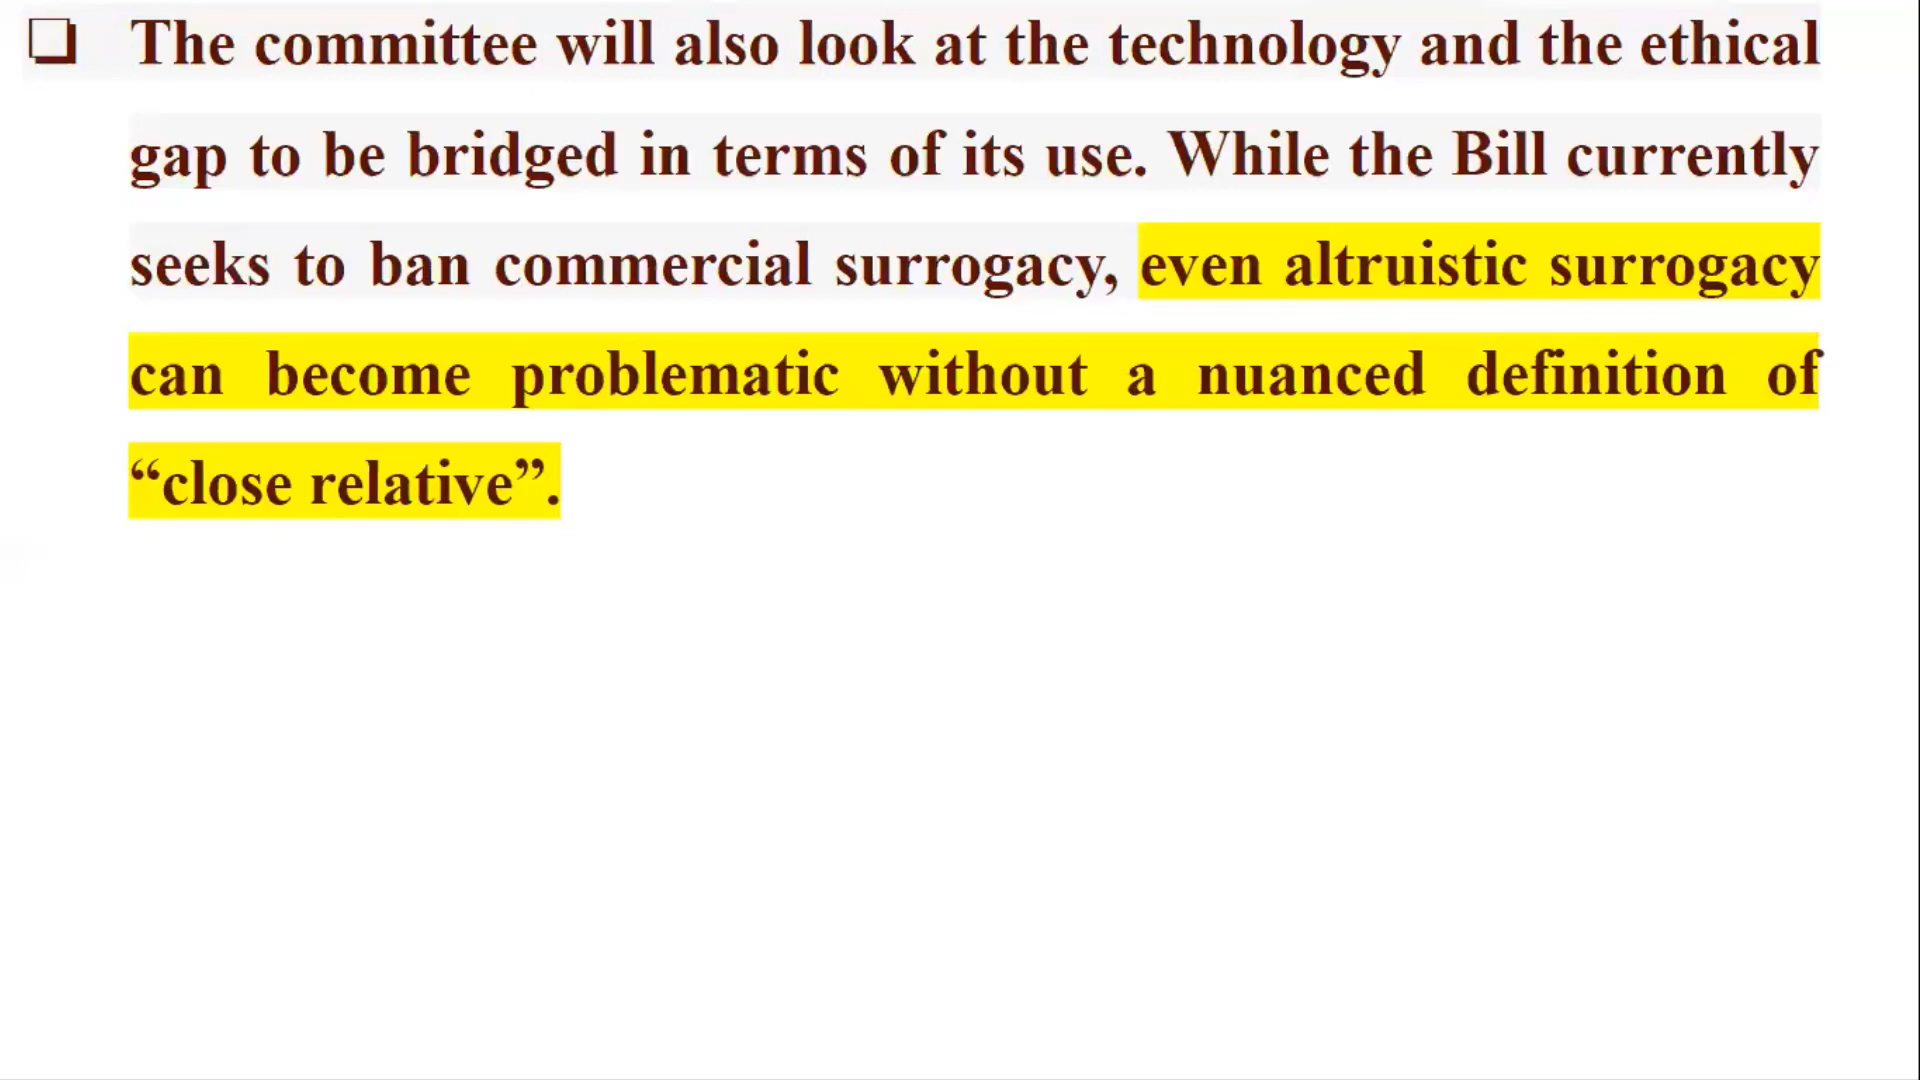 ❑ The committee will also look at the technology and the ethical
gap to be bridged in terms of its use. While the Bill currently
seeks to ban commercial surrogacy, even altruistic surrogacy
can become problematic without a nuanced definition of
“close relative”.